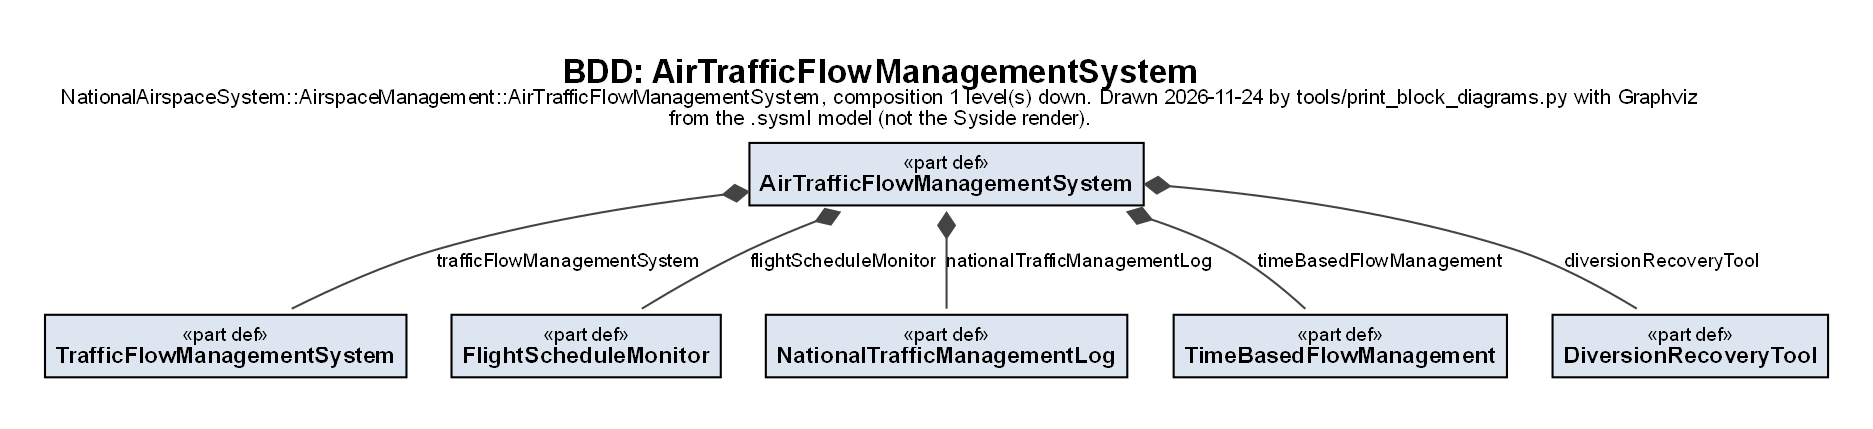 BDD: AirTrafficFlowManagementSystem
NationalAirspaceSystem::AirspaceManagement::AirTrafficFlowManagementSystem, composition 1 level(s) down. Drawn 2026-11-24 by tools/print_block_diagrams.py with Graphviz
from the .sysml model (not the Syside render).
«part def»
AirTrafficFlowManagementSystem
trafficFlowManagementSystem
flightScheduleMonitor
nationalTrafficManagementLog
timeBasedFlowManagement
diversionRecoveryTool
«part def»
TrafficFlowManagementSystem
«part def»
FlightScheduleMonitor
«part def»
NationalTrafficManagementLog
«part def»
TimeBasedFlowManagement
«part def»
DiversionRecoveryTool